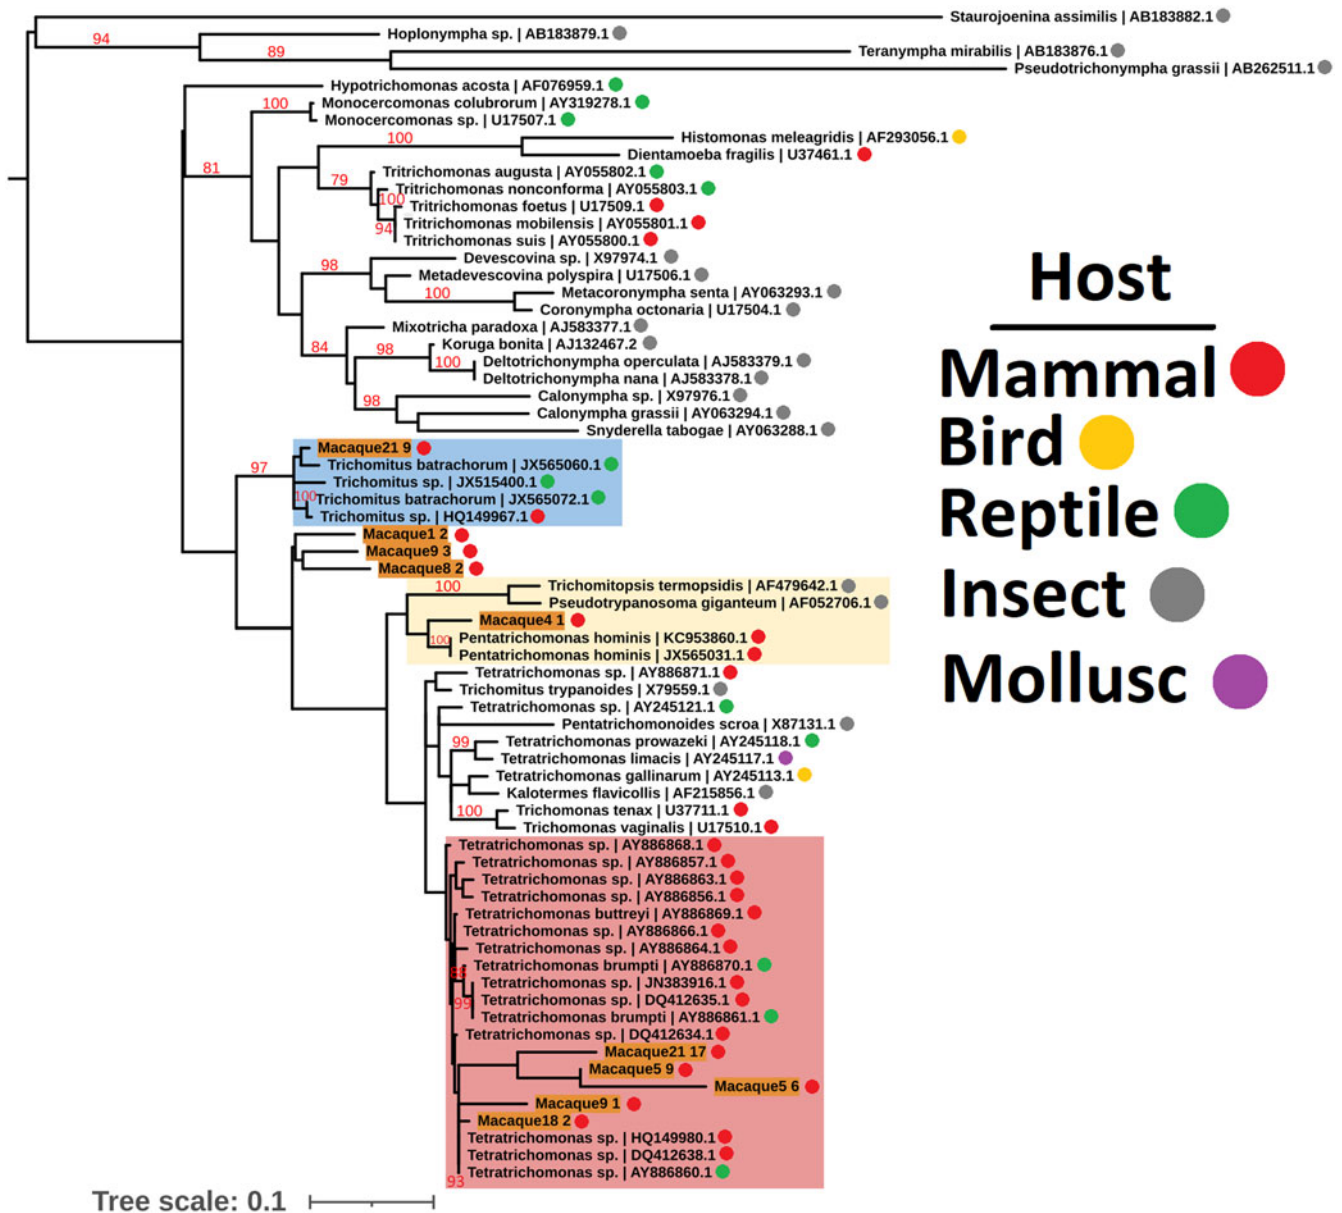 Staurojoenina assimilis | AB183882.1
94
Hoplonympha sp. | AB183879.1
89
Teranympha mirabilis | AB183876.1
Pseudotrichonympha grassii | AB262511.1
Hypotrichomonas acosta | AF076959.1
100
Monocercomonas colubrorum | AY319278.1
Monocercomonas sp. | U17507.1
100
Histomonas meleagridis | AF293056.1
Dientamoeba fragilis | U37461.1
81
Tritrichomonas augusta | AY055802.1
79
Tritrichomonas nonconforma | AY055803.1
100
Tritrichomonas foetus | U17509.1
Tritrichomonas mobilensis | AY055801.1
94
Tritrichomonas suis | AY055800.1
Devescovina sp. | X97974.1
98
Metadevescovina polyspira | U17506.1
100
Metacoronympha senta | AY063293.1
Coronympha octonaria | U17504.1
Mixotricha paradoxa | AJ583377.1
84
98
Koruga bonita | AJ132467.2
100
Deltotrichonympha operculata | AJ583379.1
Deltotrichonympha nana | AJ583378.1
98
Calonympha sp. | X97976.1
Calonympha grassii | AY063294.1
Snyderella tabogae | AY063288.1
Macaque21 9
97
Trichomitus batrachorum | JX565060.1
Trichomitus sp. | JX515400.1
100
Trichomitus batrachorum | JX565072.1
Trichomitus sp. | HQ149967.1
Macaque1 2
Macaque9 3
Macaque8 2
100
Trichomitopsis termopsidis | AF479642.1
Pseudotrypanosoma giganteum | AF052706.1
Macaque4 1
100
Pentatrichomonas hominis | KC953860.1
Pentatrichomonas hominis | JX565031.1
Tetratrichomonas sp. | AY886871.1
Trichomitus trypanoides | X79559.1
Tetratrichomonas sp. | AY245121.1
Pentatrichomonoides scroa | X87131.1
99
Tetratrichomonas prowazeki | AY245118.1
Tetratrichomonas limacis | AY245117.1
Tetratrichomonas gallinarum | AY245113.1
Kalotermes flavicollis | AF215856.1
100
Trichomonas tenax | U37711.1
Trichomonas vaginalis | U17510.1
Tetratrichomonas sp. | AY886868.1
Tetratrichomonas sp. | AY886857.1
Tetratrichomonas sp. | AY886863.1
Tetratrichomonas sp. | AY886856.1
Tetratrichomonas buttreyi | AY886869.1
Tetratrichomonas sp. | AY886866.1
Tetratrichomonas sp. | AY886864.1
Tetratrichomonas brumpti | AY886870.1
Tetratrichomonas sp. | JN383916.1
99
Tetratrichomonas sp. | DQ412635.1
Tetratrichomonas brumpti | AY886861.1
Tetratrichomonas sp. | DQ412634.1
Macaque21 17
Macaque5 9
Macaque5 6
Macaque9 1
Macaque18 2
Tetratrichomonas sp. | HQ149980.1
Tetratrichomonas sp. | DQ412638.1
Tetratrichomonas sp. | AY886860.1
93
Tree scale: 0.1
Host
Mammal
Bird
Reptile
Insect
Mollusc